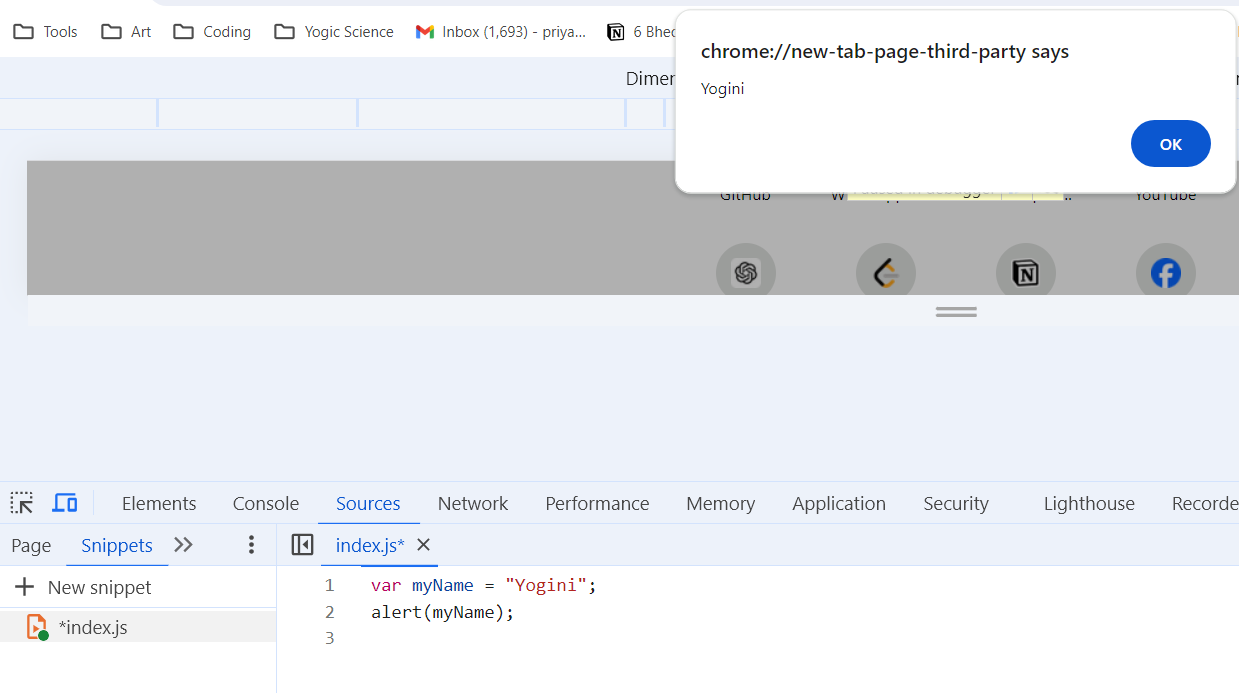 Tools Art Coding Yogic Science Inbox (1,693) - priya... 6 Bhed
chrome://new-tab-page-third-party says
Yogini
OK
Dimen
GitHub YouTube
Elements Console Sources Network Performance Memory Application Security Lighthouse Recorde
Page Snippets index.js*
New snippet
*index.js
1 var myName = "Yogini";
2 alert(myName);
3